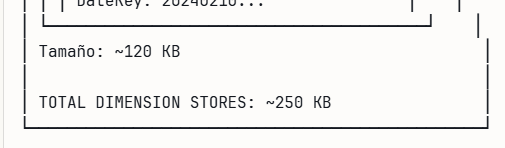 DateKey: 20240210...
Tamaño: ~120 KB
TOTAL DIMENSION STORES: ~250 KB